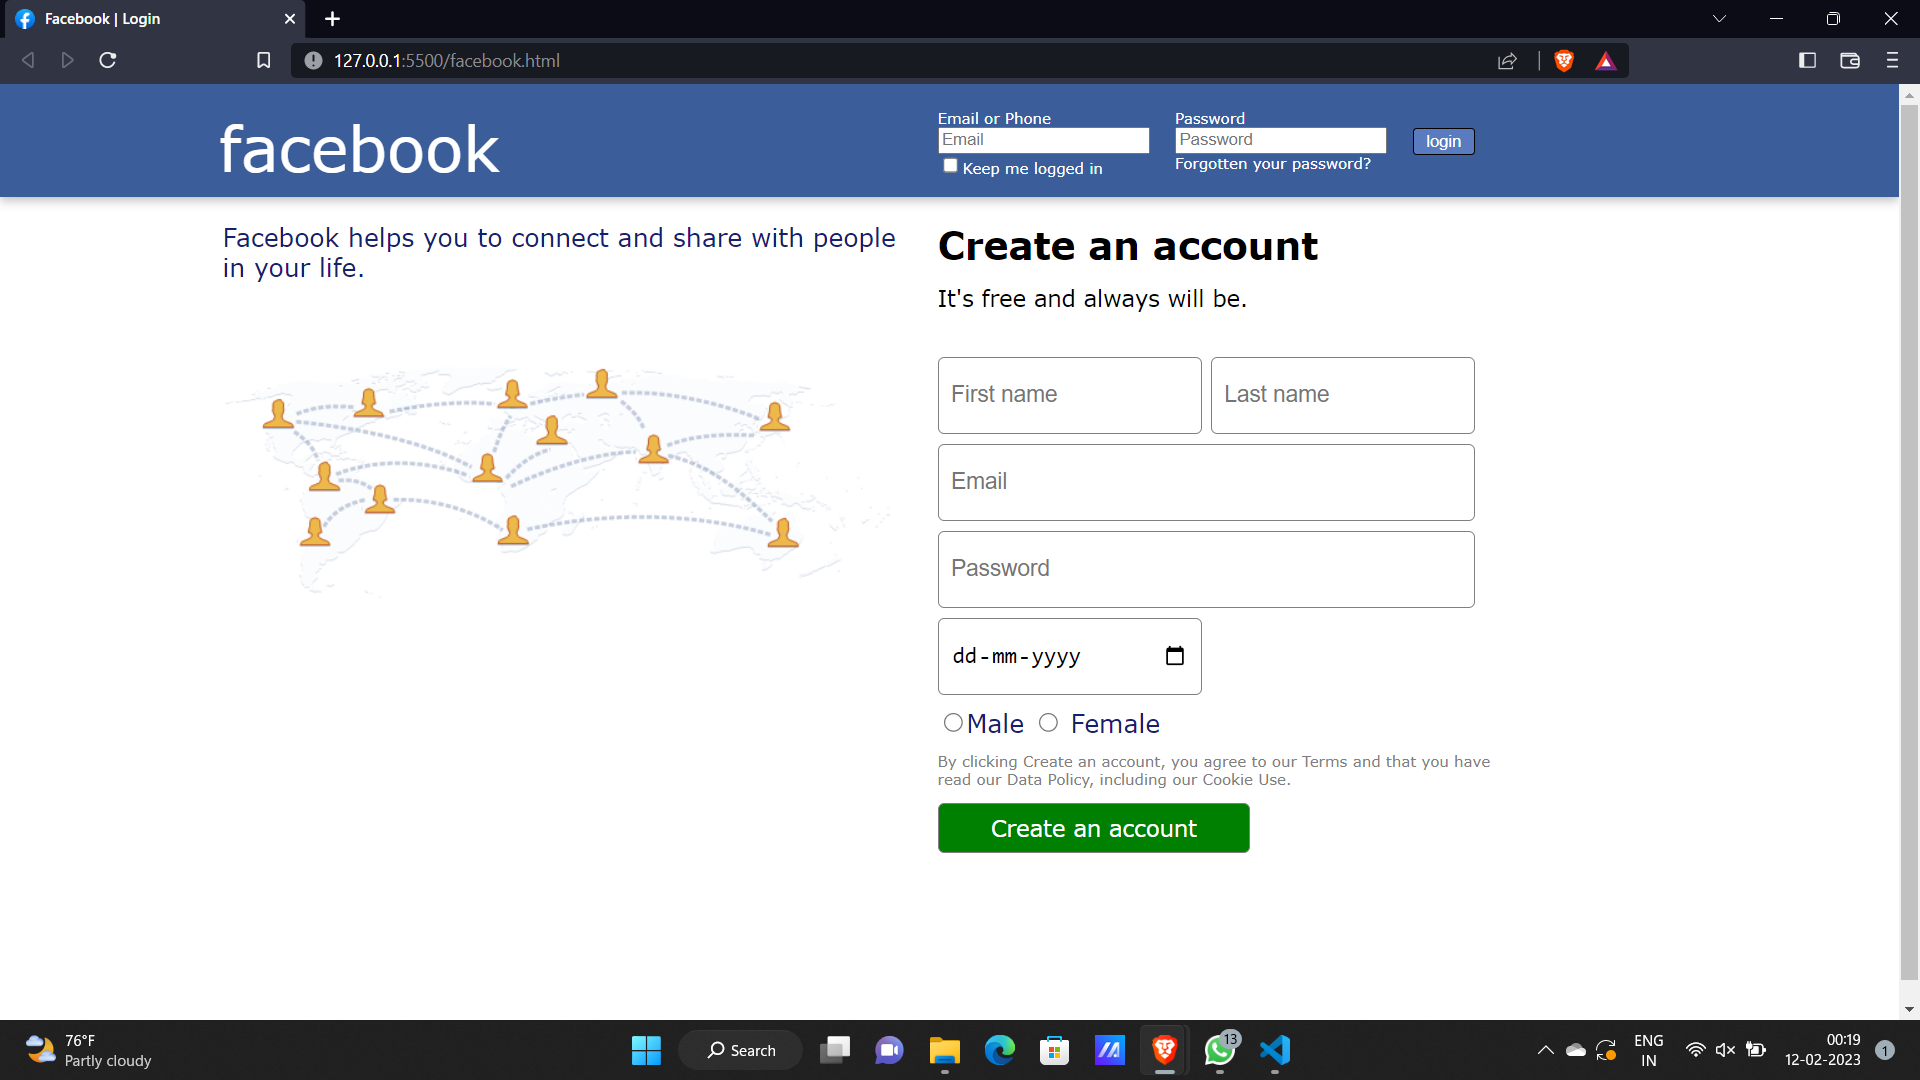 Facebook | Login
127.0.0.1:5500/facebook.html
facebook
Email or Phone
Email
Keep me logged in
Password
Password
Forgotten your password?
login
Facebook helps you to connect and share with people
in your life.
Create an account
It's free and always will be.
First name
Last name
Email
Password
dd-mm-yyyy
Male
Female
By clicking Create an account, you agree to our Terms and that you have
read our Data Policy, including our Cookie Use.
Create an account
76°F
Partly cloudy
Search
13
ENG
IN
00:19
12-02-2023
1